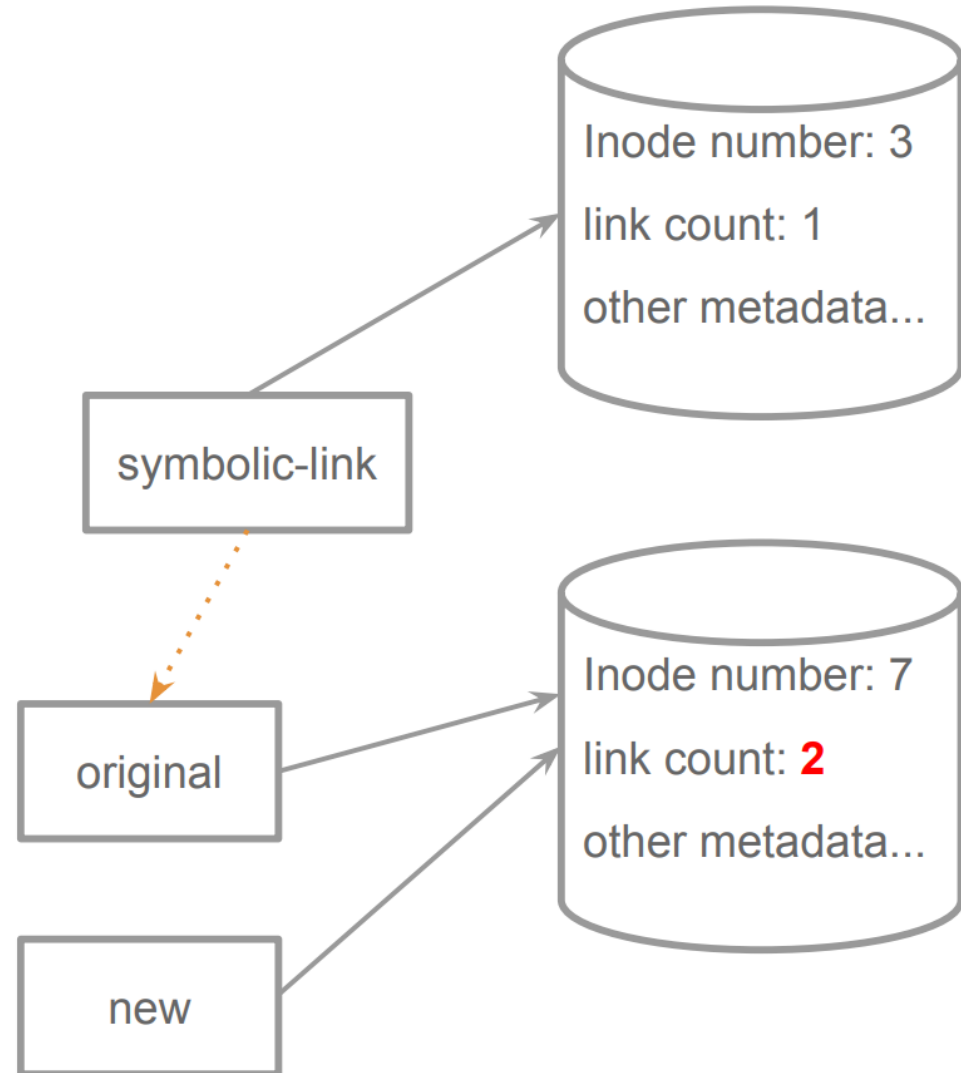 Inode number: 3
link count: 1
other metadata...
symbolic-link
Inode number: 7
link count: 2
other metadata...
original
new